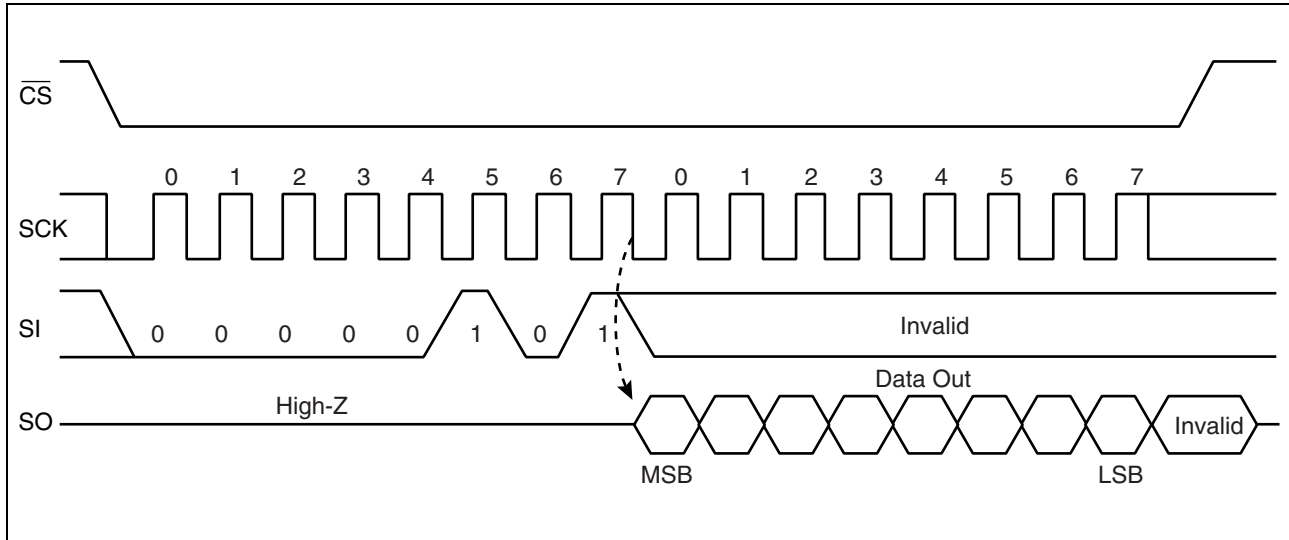 CS
0 1 2 3 4 5 6 7 0 1 2 3 4 5 6 7
SCK
SI
0 0 0 0 0 1 0 1
Invalid
Data Out
High-Z
SO
Invalid
MSB
LSB